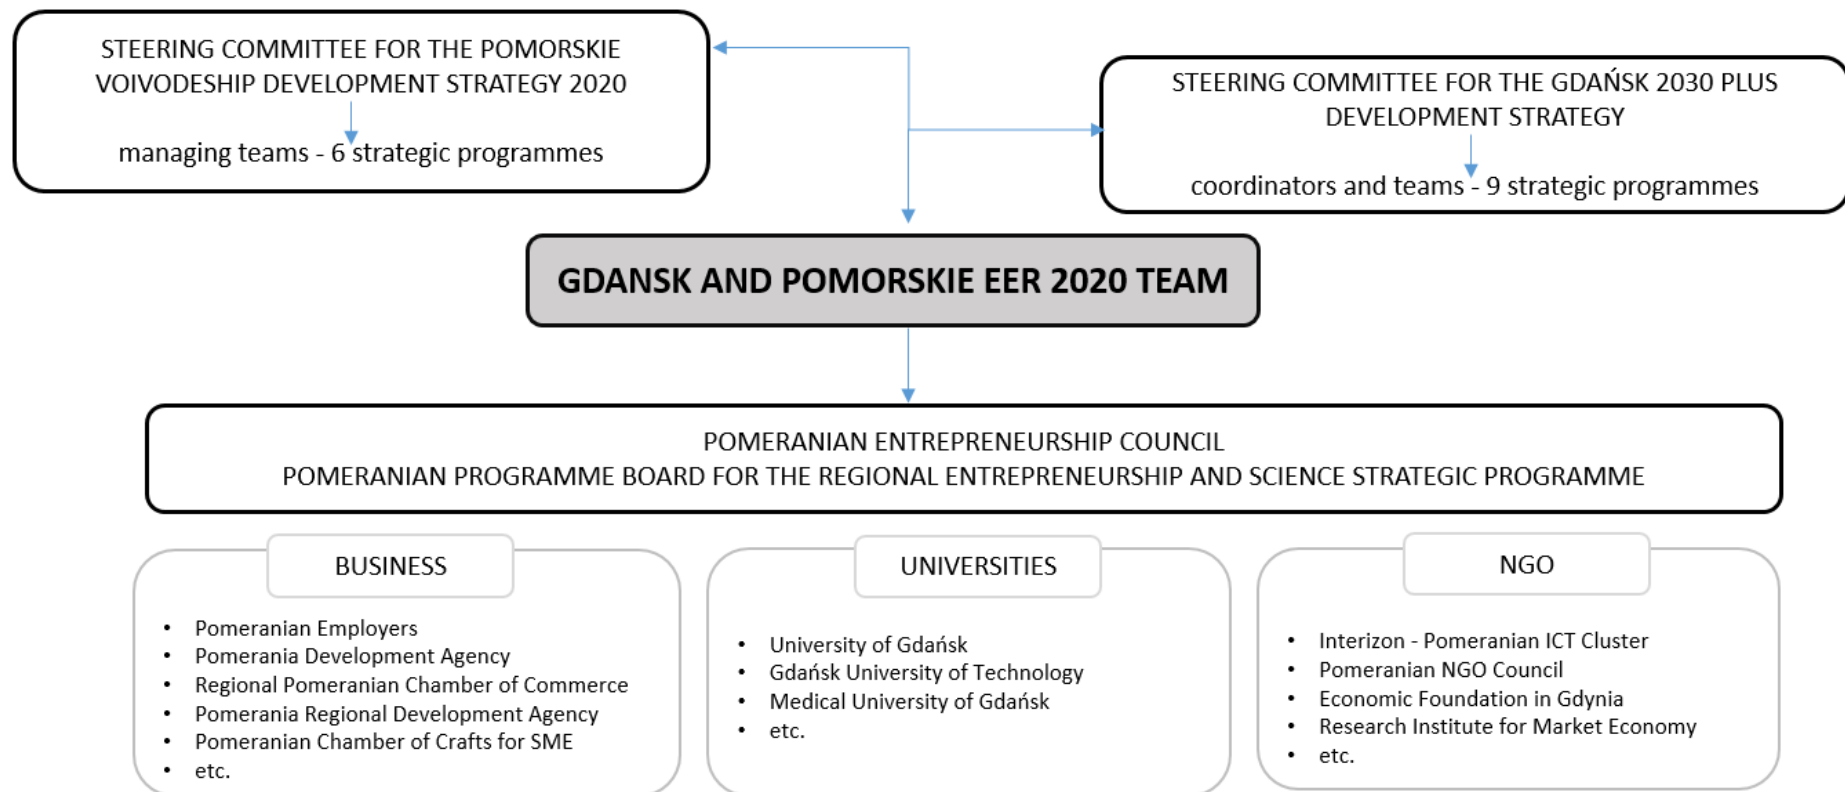 STEERING COMMITTEE FOR THE POMORSKIE
VOIVODESHIP DEVELOPMENT STRATEGY 2020
managing teams - 6 strategic programmes
STEERING COMMITTEE FOR THE GDAŃSK 2030 PLUS
DEVELOPMENT STRATEGY
coordinators and teams - 9 strategic programmes
GDANSK AND POMORSKIE EER 2020 TEAM
POMERANIAN ENTREPRENEURSHIP COUNCIL
POMERANIAN PROGRAMME BOARD FOR THE REGIONAL ENTREPRENEURSHIP AND SCIENCE STRATEGIC PROGRAMME
BUSINESS
• Pomeranian Employers
• Pomerania Development Agency
• Regional Pomeranian Chamber of Commerce
• Pomerania Regional Development Agency
• Pomeranian Chamber of Crafts for SME
• etc.
UNIVERSITIES
• University of Gdańsk
• Gdańsk University of Technology
• Medical University of Gdańsk
• etc.
NGO
• Interizon - Pomeranian ICT Cluster
• Pomeranian NGO Council
• Economic Foundation in Gdynia
• Research Institute for Market Economy
• etc.